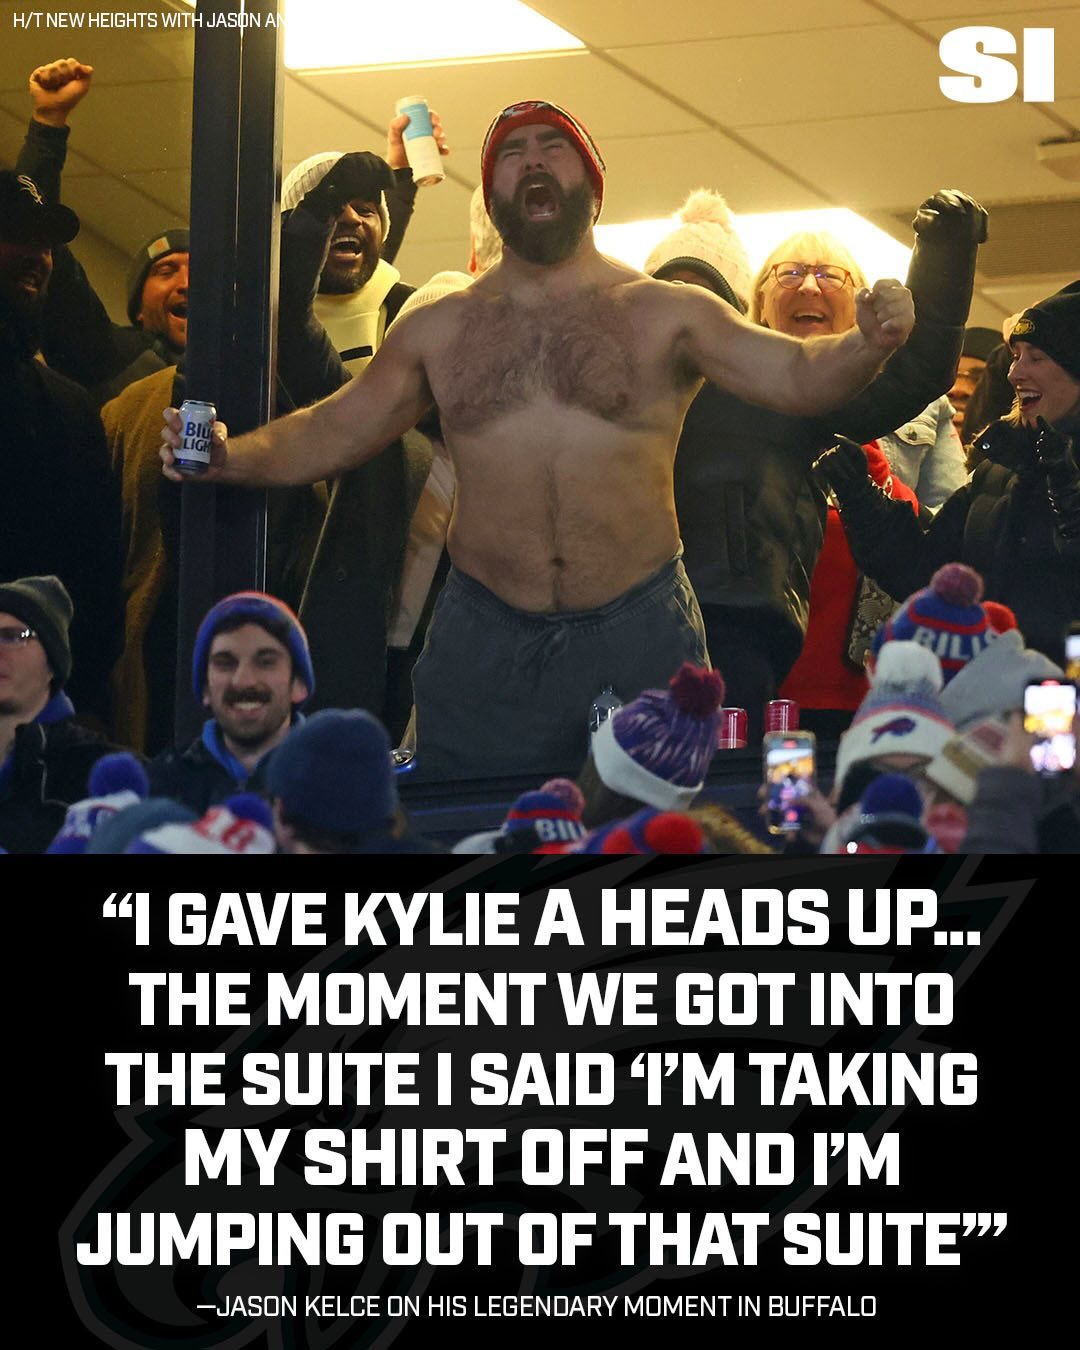 H/T NEW HEIGHTS WITH JASON AN
SI
BUD
LIGH
BILLS
BILL
“I GAVE KYLIE A HEADS UP...
THE MOMENT WE GOT INTO
THE SUITE I SAID ‘I’M TAKING
MY SHIRT OFF AND I’M
JUMPING OUT OF THAT SUITE’”
—JASON KELCE ON HIS LEGENDARY MOMENT IN BUFFALO